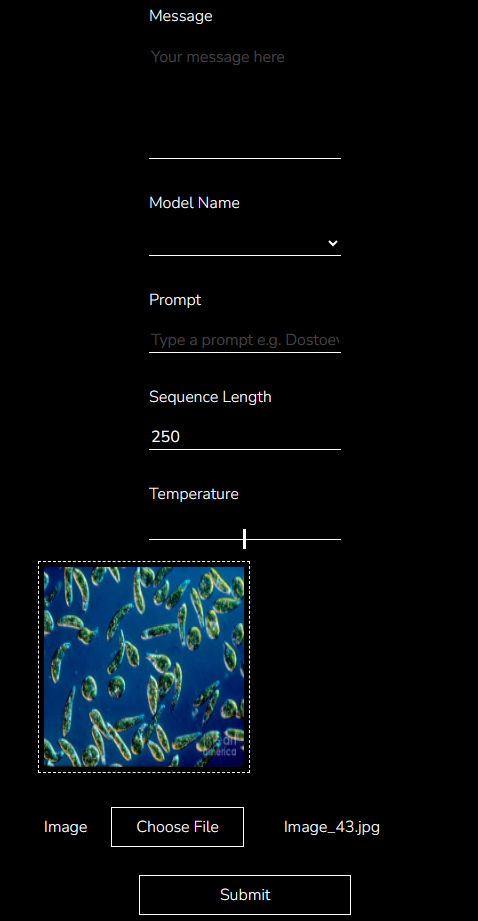 Message
Your message here
Model Name
Prompt
Type a prompt e.g. Dostoev
Sequence Length
250
Temperature
america
Image
Choose File
Image_43.jpg
Submit